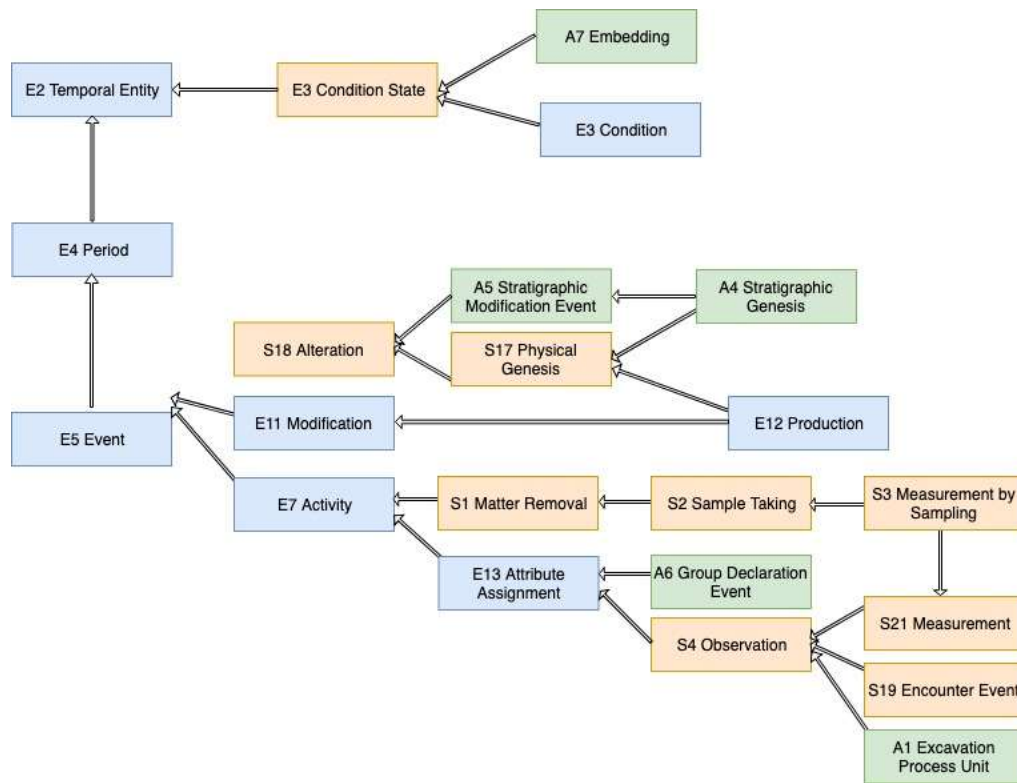 A7 Embedding
E2 Temporal Entity
E3 Condition State
E3 Condition
E4 Period
A5 Stratigraphic
Modification Event
A4 Stratigraphic
Genesis
S18 Alteration
S17 Physical
Genesis
E5 Event
E11 Modification
E12 Production
E7 Activity
S1 Matter Removal
S2 Sample Taking
S3 Measurement by
Sampling
E13 Attribute
Assignment
A6 Group Declaration
Event
S4 Observation
S21 Measurement
S19 Encounter Event
A1 Excavation
Process Unit